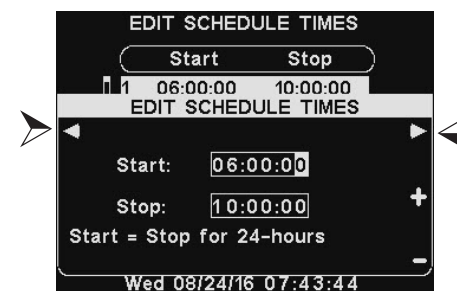 EDIT SCHEDULE TIMES
Start Stop
1 06:00:00 10:00:00
EDIT SCHEDULE TIMES
Start: 06:00:00
Stop: 10:00:00
+
Start = Stop for 24-hours
-
Wed 08/24/16 07:43:44